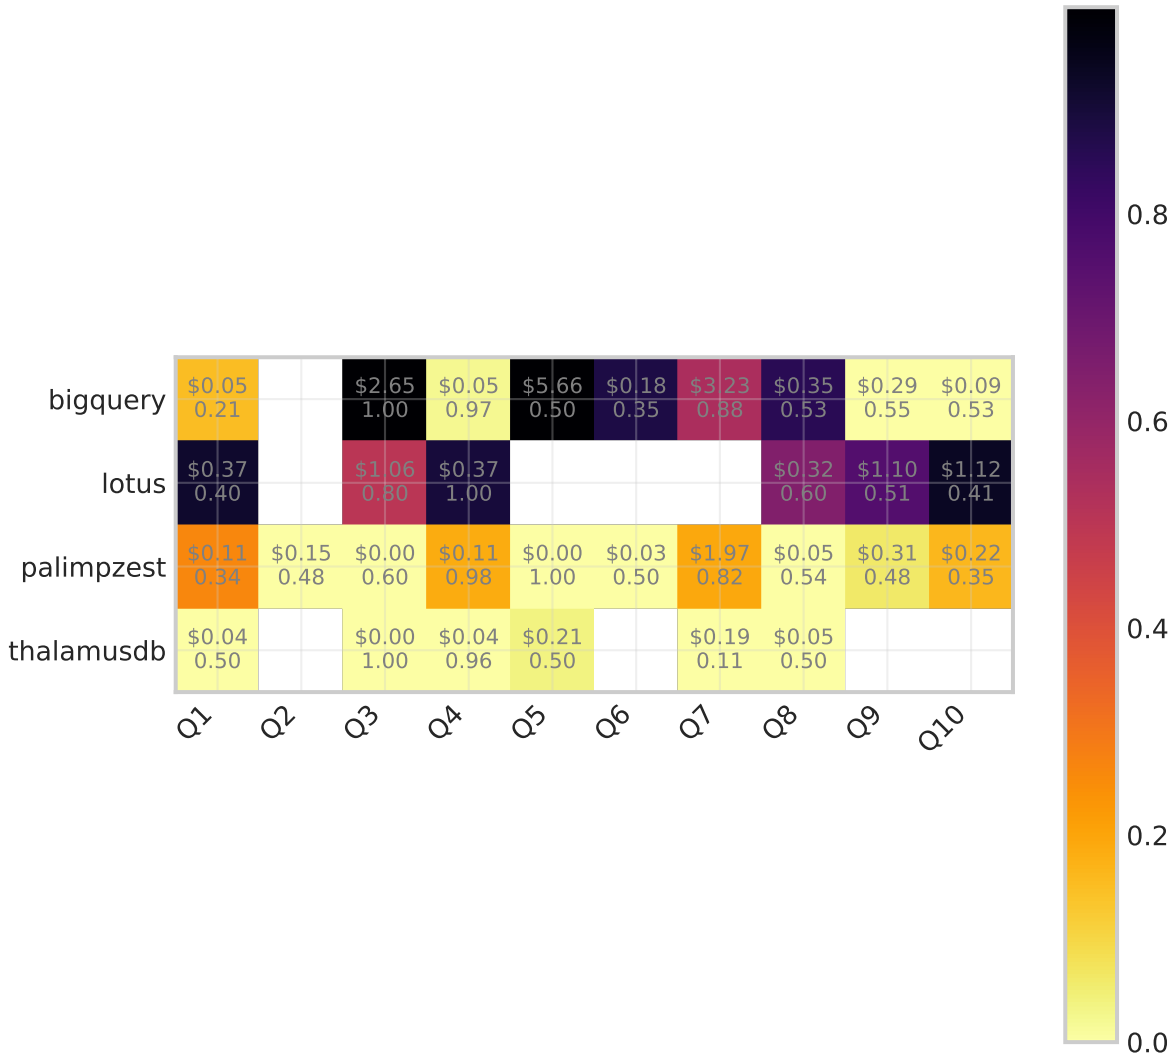 bigquery
$0.05 $2.65 $0.05 $5.66 $0.18 $3.23 $0.35 $0.29 $0.09
0.21 1.00 0.97 0.50 0.35 0.88 0.53 0.55 0.53
lotus
$0.37 $1.06 $0.37 $0.32 $1.10 $1.12
0.40 0.80 1.00 0.60 0.51 0.41
palimpzest
$0.11 $0.15 $0.00 $0.11 $0.00 $0.03 $1.97 $0.05 $0.31 $0.22
0.34 0.48 0.60 0.98 1.00 0.50 0.82 0.54 0.48 0.35
thalamusdb
$0.04 $0.00 $0.04 $0.21 $0.19 $0.05
0.50 1.00 0.96 0.50 0.11 0.50
Q1 Q2 Q3 Q4 Q5 Q6 Q7 Q8 Q9 Q10
0.8
0.6
0.4
0.2
0.0